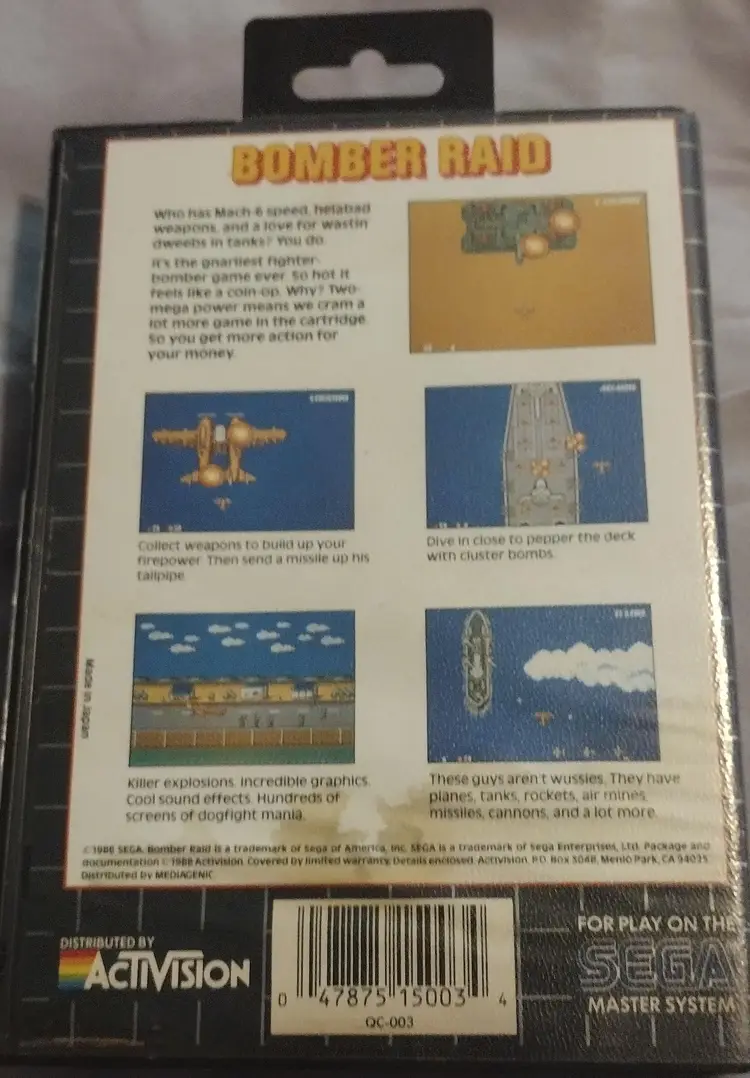 BOMBER RAID
Who has Mach-6 speed, helabad
weapons, and a love for wastin
dweebs in tanks? You do.
It's the gnarliest fighter-
bomber game ever. So hot it
feels like a coin-op. Why? Two-
mega power means we cram a
lot more game in the cartridge.
So you get more action for
your money.
Collect weapons to build up your
firepower. Then send a missile up his
tailpipe.
Dive in close to pepper the deck
with cluster bombs.
Made in Japan
Killer explosions. Incredible graphics.
Cool sound effects. Hundreds of
screens of dogfight mania.
These guys aren't wussies. They have
planes, tanks, rockets, air mines,
missiles, cannons, and a lot more.
©1988 SEGA. Bomber Raid is a trademark of Sega of America, Inc. SEGA is a trademark of Sega Enterprises, Ltd. Package and
documentation ©1988 Activision. Covered by limited warranty. Details enclosed. Activision, P.O. Box 3048, Menlo Park, CA 94025
Distributed by MEDIAGENIC
DISTRIBUTED BY
ACTIVISION
0 47875 15003 4
QC-003
FOR PLAY ON THE
SEGA
MASTER SYSTEM